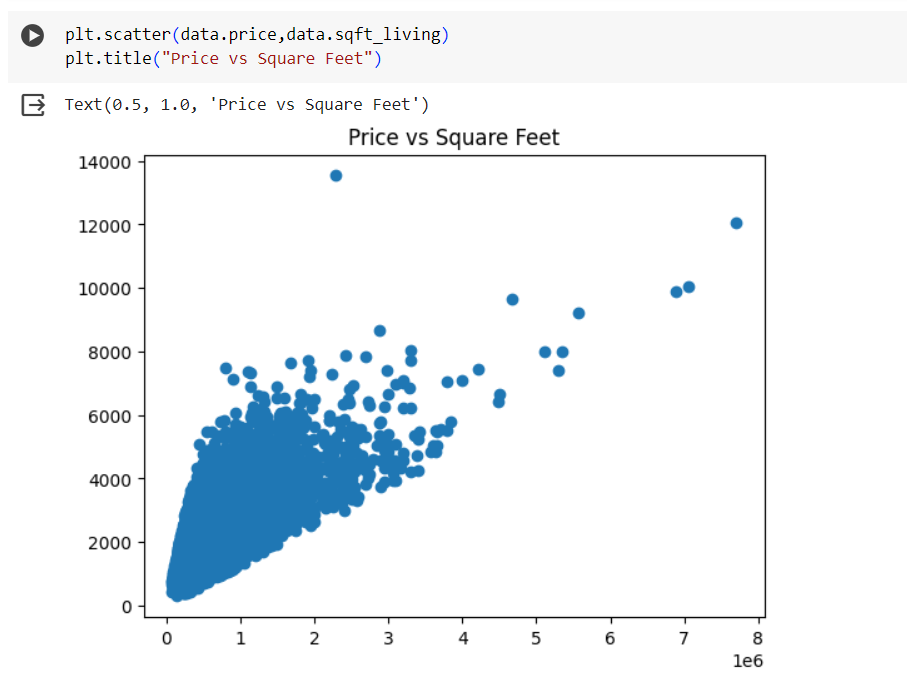 plt.scatter(data.price,data.sqft_living)
plt.title("Price vs Square Feet")
Text(0.5, 1.0, 'Price vs Square Feet')
Price vs Square Feet
14000
12000
10000
8000
6000
4000
2000
0
0 1 2 3 4 5 6 7 8
1e6